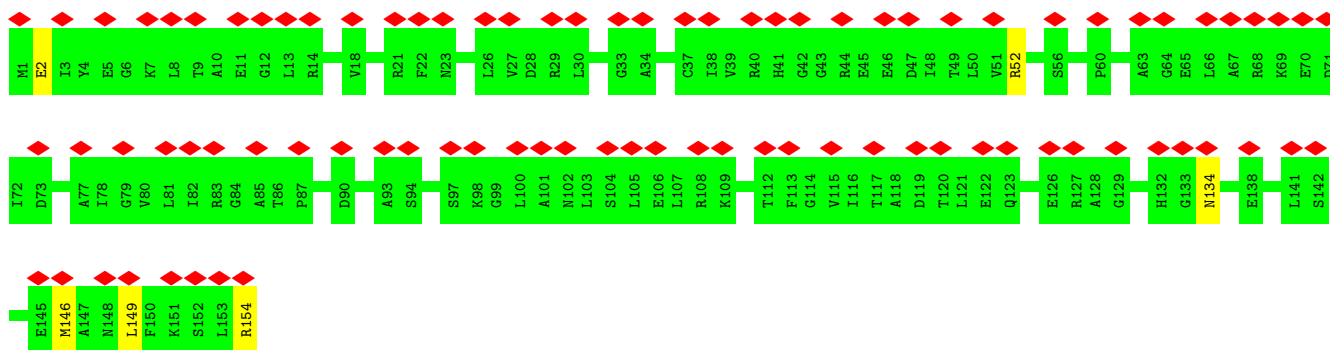 M1 E2 I3 Y4 E5 G6 K7 L8 T9 A10 E11 G12 L13 R14 V18 R21 F22 N23 L26 V27 D28 R29 L30 G33 A34 C37 I38 V39 R40 H41 G42 G43 R44 E45 E46 D47 I48 T49 L50 V51 R52 S56 P60 A63 G64 E65 L66 A67 R68 K69 E70 D71
I72 D73 A77 I78 G79 V80 L81 I82 R83 G84 A85 T86 P87 D90 A93 S94 S97 K98 G99 L100 A101 N102 L103 S104 L105 E106 L107 R108 K109 T112 F113 G114 V115 I116 T117 A118 D119 T120 L121 E122 Q123 E126 R127 A128 G129 H132 G133 N134 E138 L141 S142
E145 M146 A147 N148 L149 F150 K151 S152 L153 R154